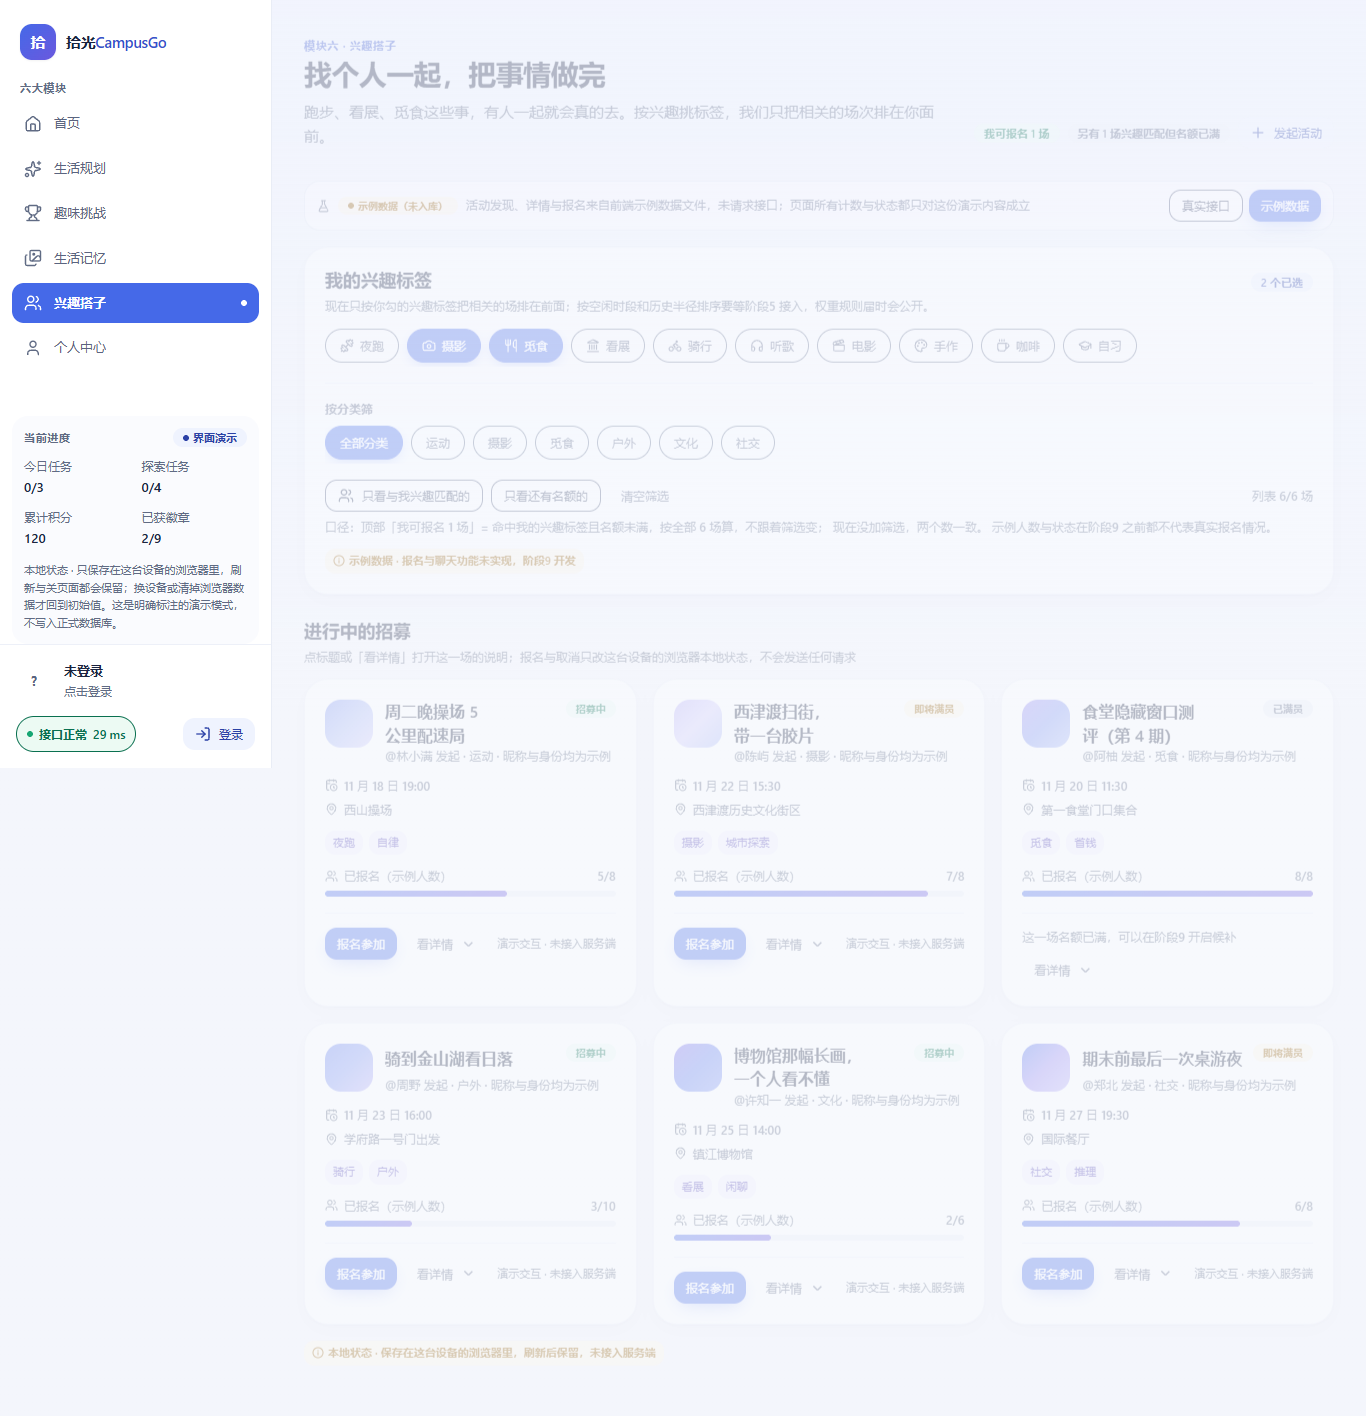 拾 拾光CampusGo
六大模块
首页
生活规划
趣味挑战
生活记忆
兴趣搭子
个人中心
当前进度 界面演示
今日任务 探索任务
0/3 0/4
累计积分 已获徽章
120 2/9
本地状态 · 只保存在这台设备的浏览器里，刷
新与关页面都会保留；换设备或清掉浏览器数
据才回到初始值。这是明确标注的演示模式，
不写入正式数据库。
? 未登录
点击登录
接口正常 29 ms 登录
模块六 · 兴趣搭子
找个人一起，把事情做完
跑步、看展、觅食这些事，有人一起就会真的去。按兴趣挑标签，我们只把相关的场次排在你面
前。
我可报名 1 场 另有 1 场兴趣匹配但名额已满 发起活动
示例数据（未入库） 活动发现、详情与报名来自前端示例数据文件，未请求接口；页面所有计数与状态都只对这份演示内容成立 真实接口 示例数据
我的兴趣标签 2 个已选
现在只按你勾的兴趣标签把相关的场排在前面；按空闲时段和历史半径排序要等阶段5 接入，权重规则届时会公开。
夜跑 摄影 觅食 看展 骑行 听歌 电影 手作 咖啡 自习
按分类筛
全部分类 运动 摄影 觅食 户外 文化 社交
只看与我兴趣匹配的 只看还有名额的 清空筛选 列表 6/6 场
口径：顶部「我可报名 1 场」= 命中我的兴趣标签且名额未满，按全部 6 场算，不跟着筛选变； 现在没加筛选，两个数一致。 示例人数与状态在阶段9 之前都不代表真实报名情况。
示例数据 · 报名与聊天功能未实现，阶段9 开发
进行中的招募
点标题或「看详情」打开这一场的说明；报名与取消只改这台设备的浏览器本地状态，不会发送任何请求
周二晚操场 5 招募中
公里配速局
@林小满 发起 · 运动 · 昵称与身份均为示例
11 月 18 日 19:00
西山操场
夜跑 自律
已报名（示例人数） 5/8
报名参加 看详情 演示交互 · 未接入服务端
西津渡扫街， 即将满员
带一台胶片
@陈屿 发起 · 摄影 · 昵称与身份均为示例
11 月 22 日 15:30
西津渡历史文化街区
摄影 城市探索
已报名（示例人数） 7/8
报名参加 看详情 演示交互 · 未接入服务端
食堂隐藏窗口测 已满员
评（第 4 期）
@阿柚 发起 · 觅食 · 昵称与身份均为示例
11 月 20 日 11:30
第一食堂门口集合
觅食 省钱
已报名（示例人数） 8/8
这一场名额已满，可以在阶段9 开启候补
看详情
骑到金山湖看日落 招募中
@周野 发起 · 户外 · 昵称与身份均为示例
11 月 23 日 16:00
学府路一号门出发
骑行 户外
已报名（示例人数） 3/10
报名参加 看详情 演示交互 · 未接入服务端
博物馆那幅长画， 招募中
一个人看不懂
@许知一 发起 · 文化 · 昵称与身份均为示例
11 月 25 日 14:00
镇江博物馆
看展 闲聊
已报名（示例人数） 2/6
报名参加 看详情 演示交互 · 未接入服务端
期末前最后一次桌游夜 即将满员
@郑北 发起 · 社交 · 昵称与身份均为示例
11 月 27 日 19:30
国际餐厅
社交 推理
已报名（示例人数） 6/8
报名参加 看详情 演示交互 · 未接入服务端
本地状态 · 保存在这台设备的浏览器里，刷新后保留，未接入服务端